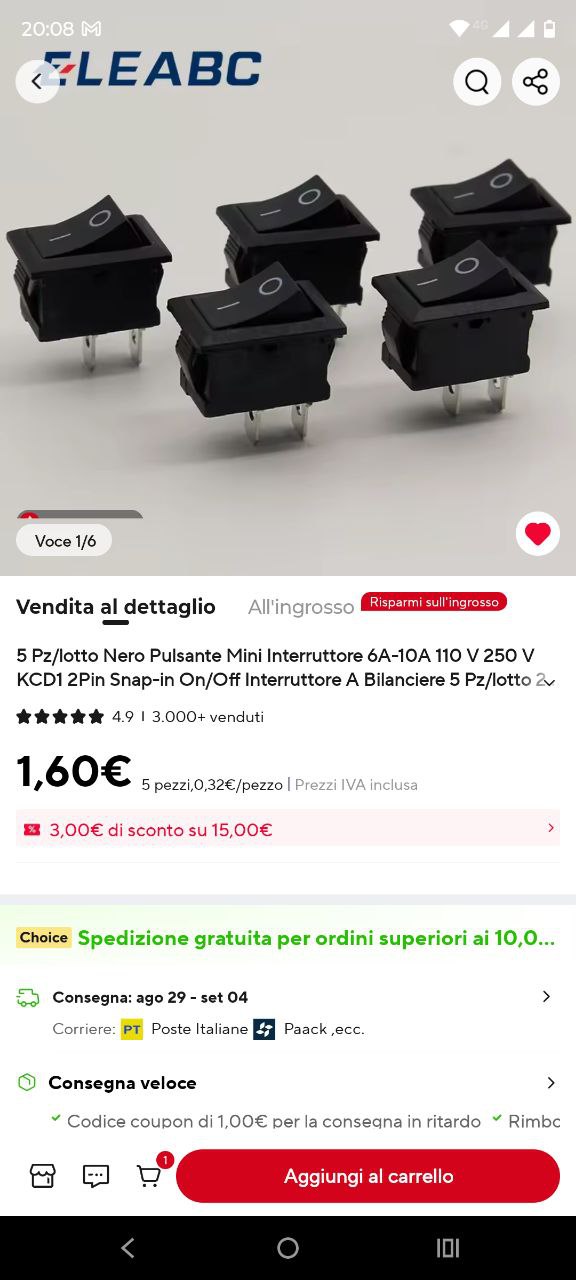 20:08
4G
ELEABC
Voce 1/6
Vendita al dettaglio
All'ingrosso
Risparmi sull'ingrosso
5 Pz/lotto Nero Pulsante Mini Interruttore 6A-10A 110 V 250 V
KCD1 2Pin Snap-in On/Off Interruttore A Bilanciere 5 Pz/lotto 2
4.9 | 3.000+ venduti
1,60€ 5 pezzi,0,32€/pezzo | Prezzi IVA inclusa
3,00€ di sconto su 15,00€
Choice Spedizione gratuita per ordini superiori ai 10,0...
Consegna: ago 29 - set 04
Corriere: PT Poste Italiane Paack ,ecc.
Consegna veloce
Codice coupon di 1,00€ per la consegna in ritardo
1
Aggiungi al carrello